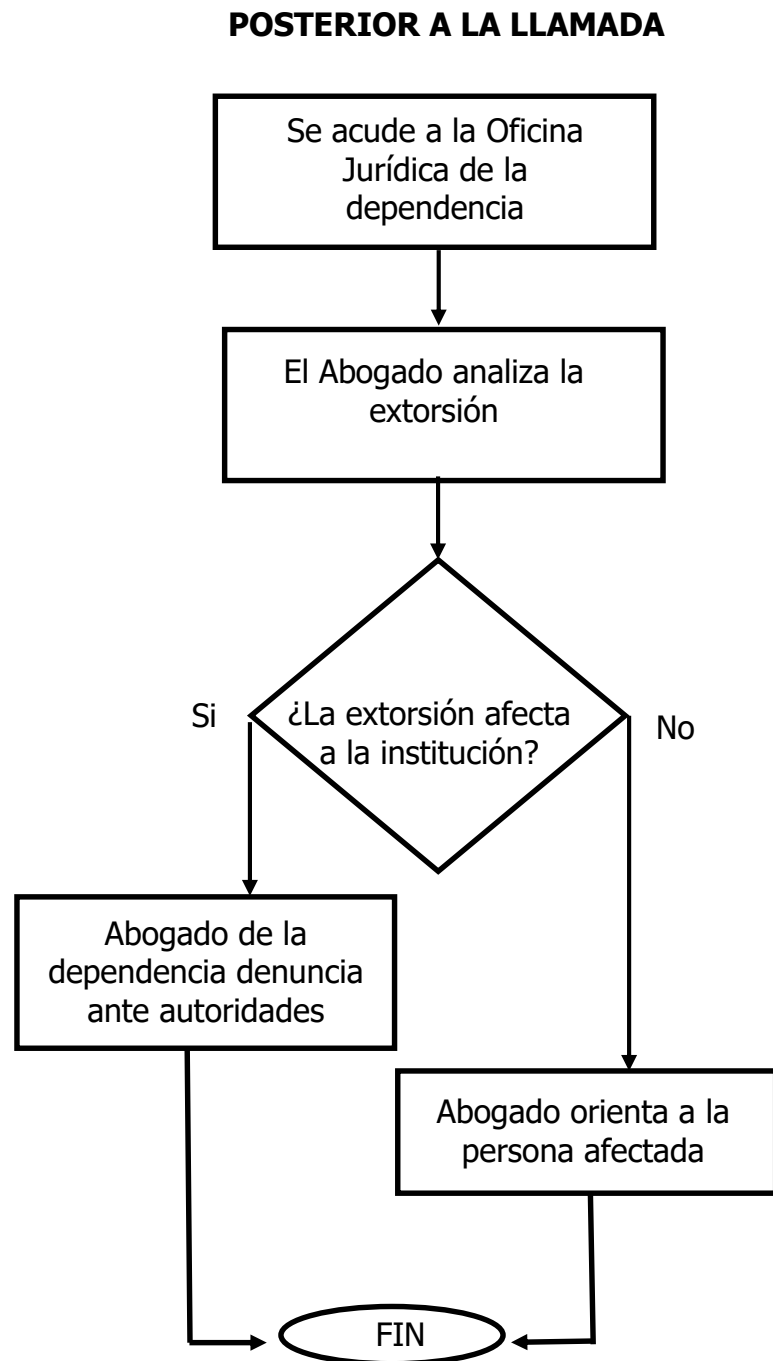 POSTERIOR A LA LLAMADA
Se acude a la Oficina
Jurídica de la
dependencia
El Abogado analiza la
extorsión
Si
¿La extorsión afecta
a la institución?
No
Abogado de la
dependencia denuncia
ante autoridades
Abogado orienta a la
persona afectada
FIN